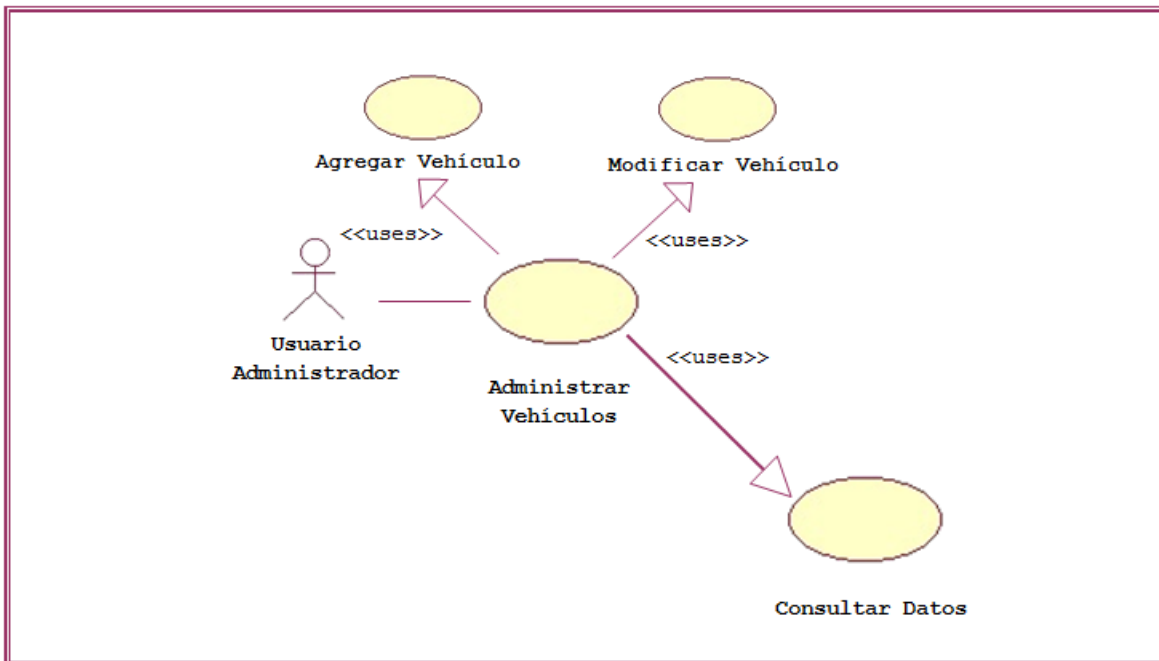 Agregar Vehículo
Modificar Vehículo
<<uses>>
<<uses>>
Usuario
Administrador
<<uses>>
Administrar
Vehículos
Consultar Datos